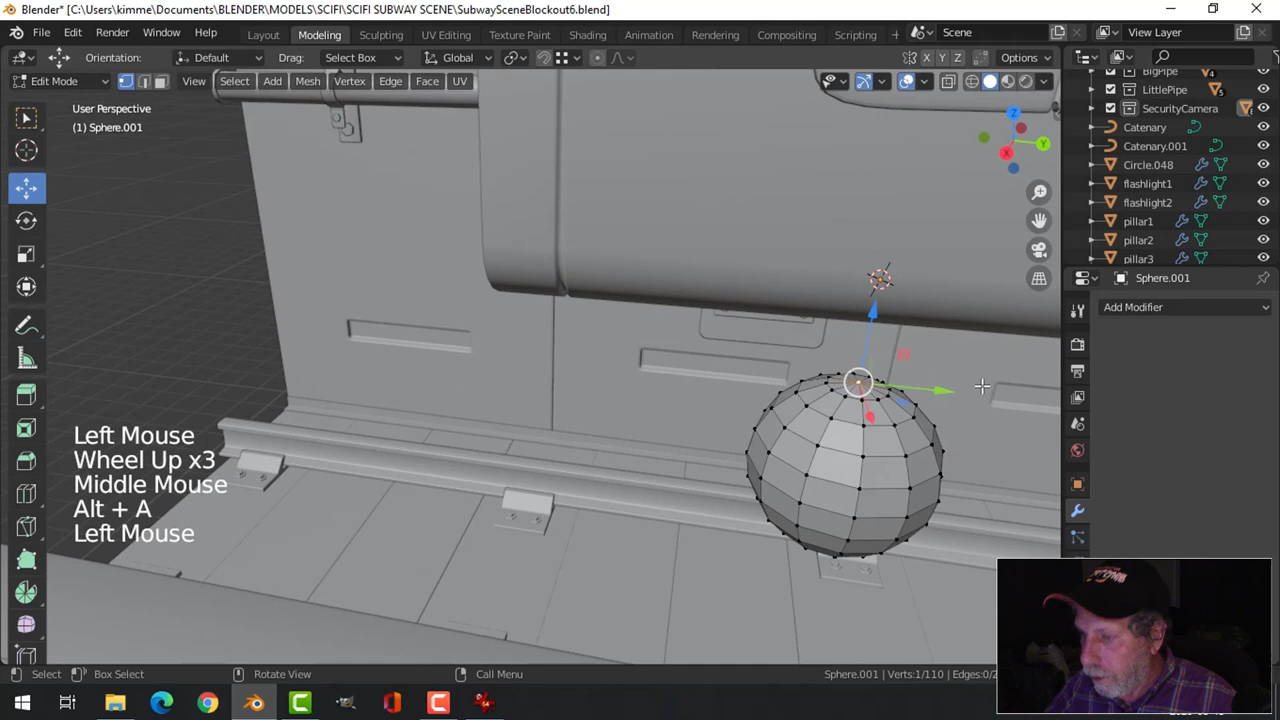 Blender* [C:\Users\kimme\Documents\BLENDER\MODELS\SCIFI\SCIFI SUBWAY SCENE\SubwaySceneBlockout6.blend]
File Edit Render Window Help Layout Modeling Sculpting UV Editing Texture Paint Shading Animation Rendering Compositing Scripting + Scene View Layer
Orientation: Default Drag: Select Box Global X Y Z Options
Edit Mode View Select Add Mesh Vertex Edge Face UV
User Perspective
(1) Sphere.001
Z
Y
X
BigPipe 4
LittlePipe 5
SecurityCamera
Catenary
Catenary.001
Circle.048
flashlight1
flashlight2
pillar1
pillar2
pillar3
Sphere.001
Add Modifier
Left Mouse
Wheel Up x3
Middle Mouse
Alt + A
Left Mouse
Select Box Select Rotate View Call Menu Sphere.001 | Verts:1/110 | Edges:0/2